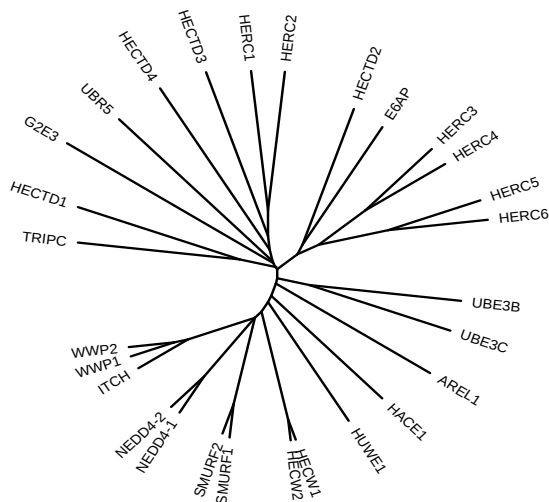 HERC1
HERC2
HECTD2
E6AP
HERC3
HERC4
HERC5
HERC6
UBE3B
UBE3C
AREL1
HACE1
HUWE1
HECW1
HECW2
SMURF1
SMURF2
NEDD4-1
NEDD4-2
ITCH
WWP1
WWP2
TRIPC
HECTD1
G2E3
UBR5
HECTD4
HECTD3